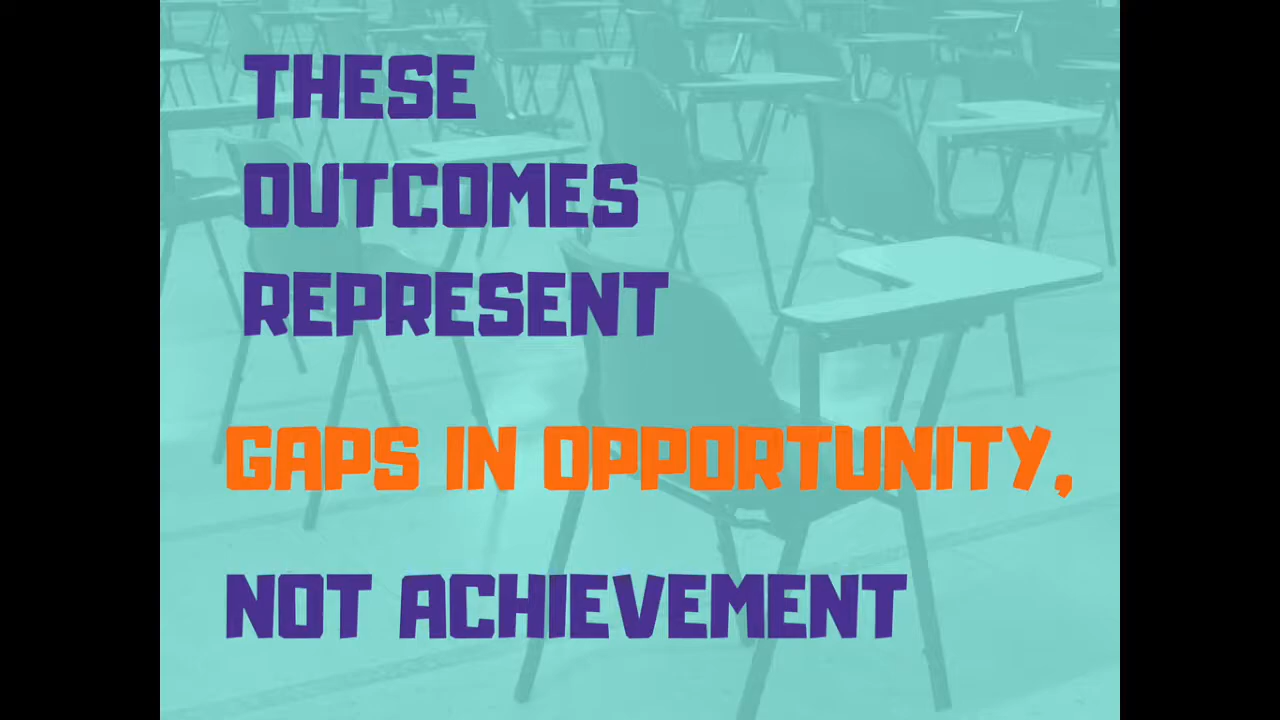 THESE
OUTCOMES
REPRESENT
GAPS IN OPPORTUNITY,
NOT ACHIEVEMENT